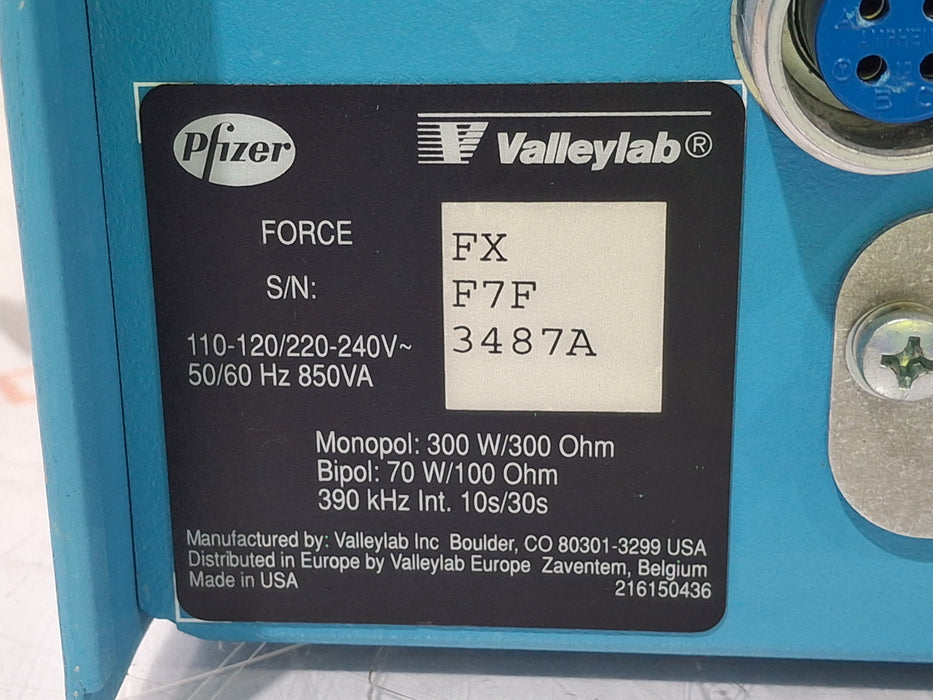 Pfizer
Valleylab®
FORCE FX
S/N: F7F
3487A
110-120/220-240V~
50/60 Hz 850VA
Monopol: 300 W/300 Ohm
Bipol: 70 W/100 Ohm
390 kHz Int. 10s/30s
Manufactured by: Valleylab Inc Boulder, CO 80301-3299 USA
Distributed in Europe by Valleylab Europe Zaventem, Belgium
Made in USA
216150436
B
C